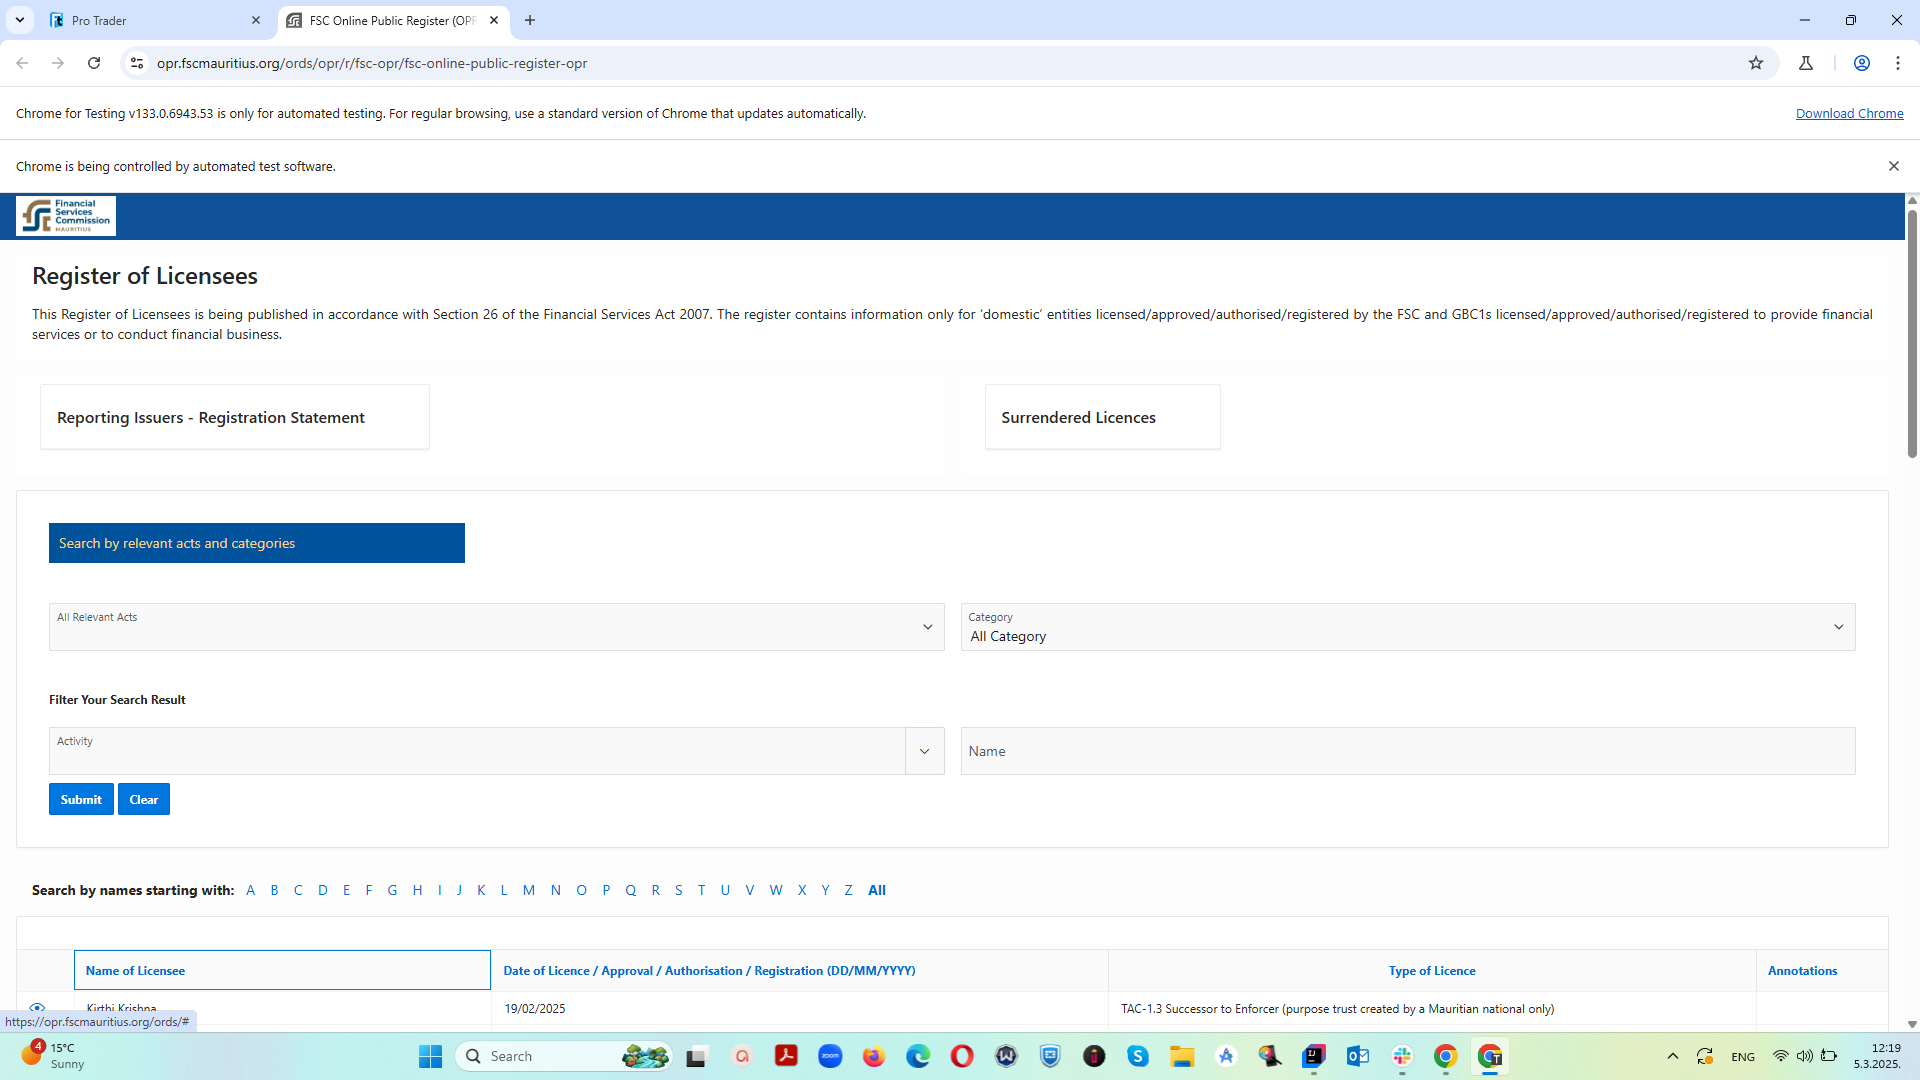 Pro Trader
FSC Online Public Register (OPR
opr.fscmauritius.org/ords/opr/r/fsc-opr/fsc-online-public-register-opr
Chrome for Testing v133.0.6943.53 is only for automated testing. For regular browsing, use a standard version of Chrome that updates automatically.
Download Chrome
Chrome is being controlled by automated test software.
Financial
Services
Commission
MAURITIUS
Register of Licensees
This Register of Licensees is being published in accordance with Section 26 of the Financial Services Act 2007. The register contains information only for ‘domestic’ entities licensed/approved/authorised/registered by the FSC and GBC1s licensed/approved/authorised/registered to provide financial
services or to conduct financial business.
Reporting Issuers - Registration Statement
Surrendered Licences
Search by relevant acts and categories
All Relevant Acts
Category
All Category
Filter Your Search Result
Activity
Name
Submit Clear
Search by names starting with: A B C D E F G H I J K L M N O P Q R S T U V W X Y Z All
Name of Licensee Date of Licence / Approval / Authorisation / Registration (DD/MM/YYYY) Type of Licence Annotations
Kirthi Krishna 19/02/2025 TAC-1.3 Successor to Enforcer (purpose trust created by a Mauritian national only)
https://opr.fscmauritius.org/ords/#
4
15°C
Sunny
Search
zoom
ENG
12:19
5.3.2025.